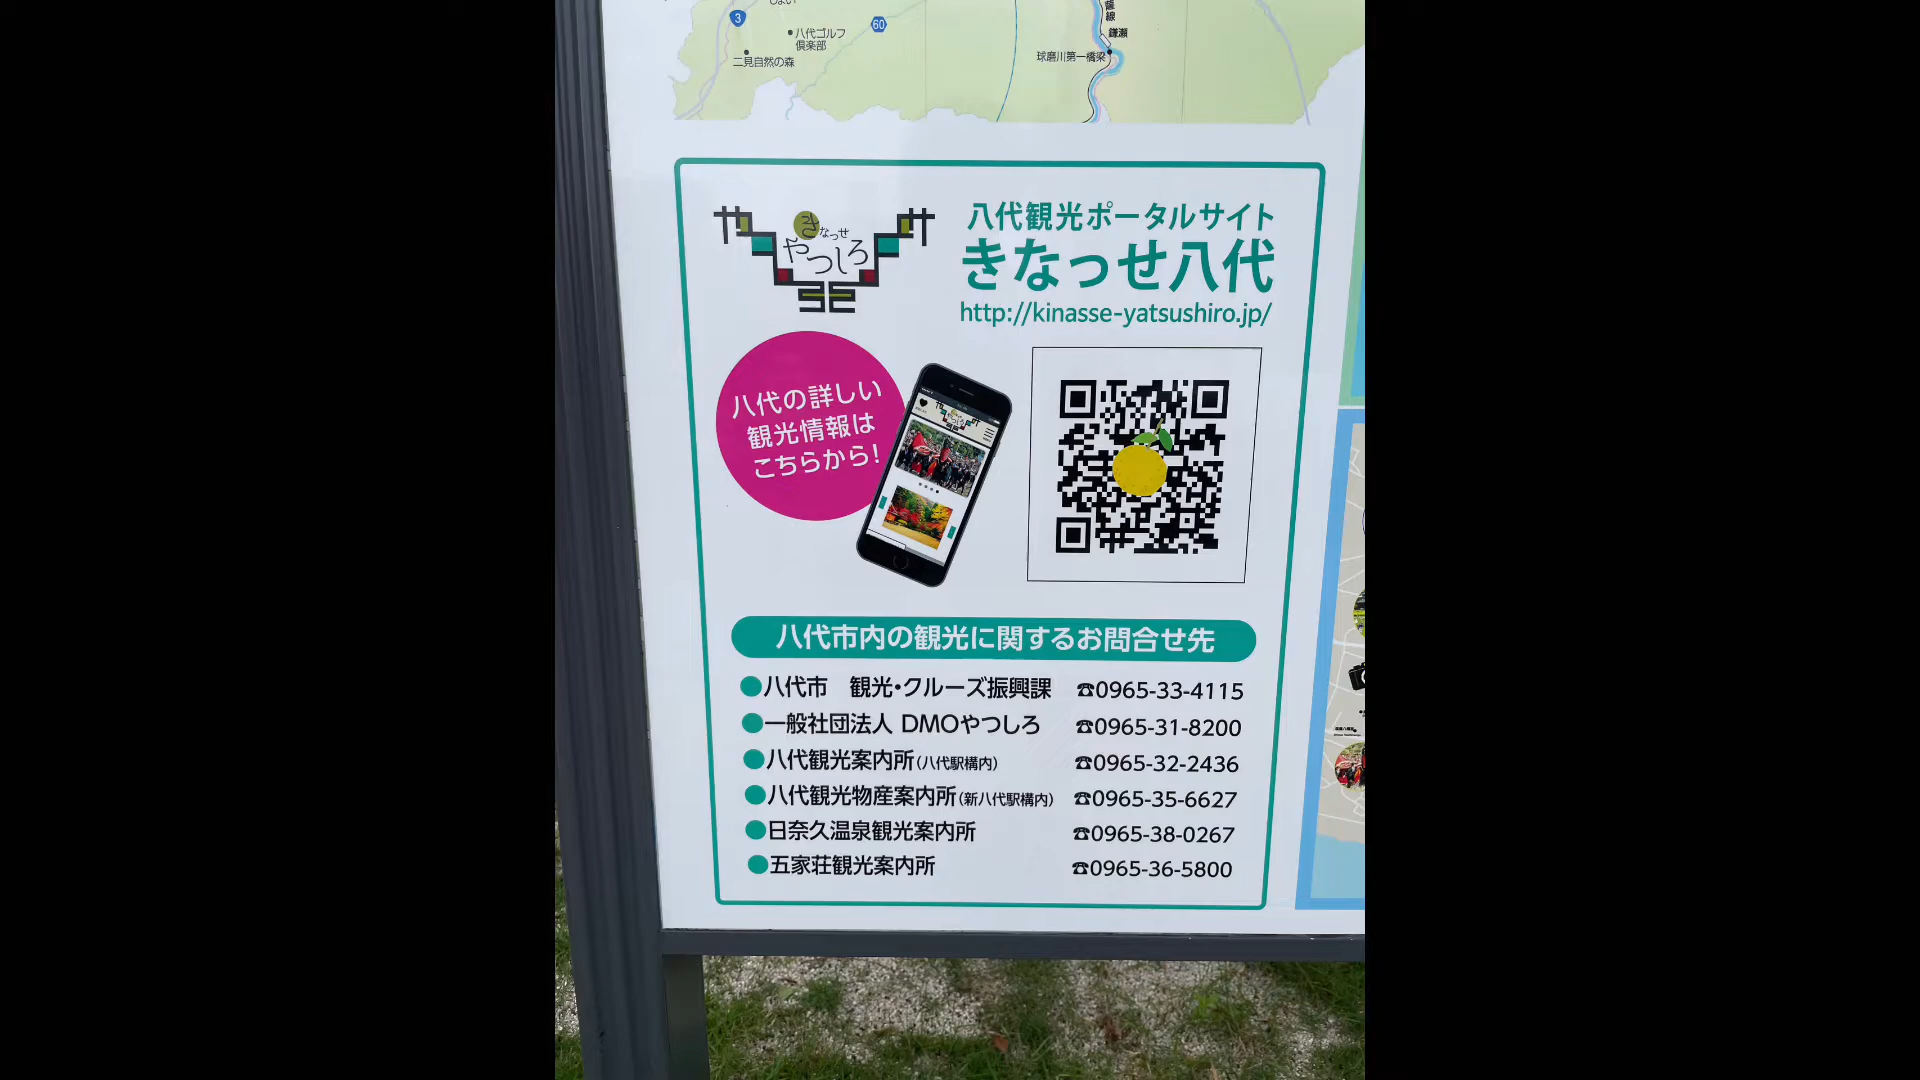 3
60
八代ゴルフ
倶楽部
二見自然の森
薩
線
鎌瀬
球磨川第一橋梁
きなっせ
やつしろ
八代観光ポータルサイト
きなっせ八代
http://kinasse-yatsushiro.jp/
八代の詳しい
観光情報は
こちらから!
八代市内の観光に関するお問合せ先
●八代市 観光・クルーズ振興課 ☎0965-33-4115
●一般社団法人 DMOやつしろ ☎0965-31-8200
●八代観光案内所(八代駅構内) ☎0965-32-2436
●八代観光物産案内所(新八代駅構内) ☎0965-35-6627
●日奈久温泉観光案内所 ☎0965-38-0267
●五家荘観光案内所 ☎0965-36-5800